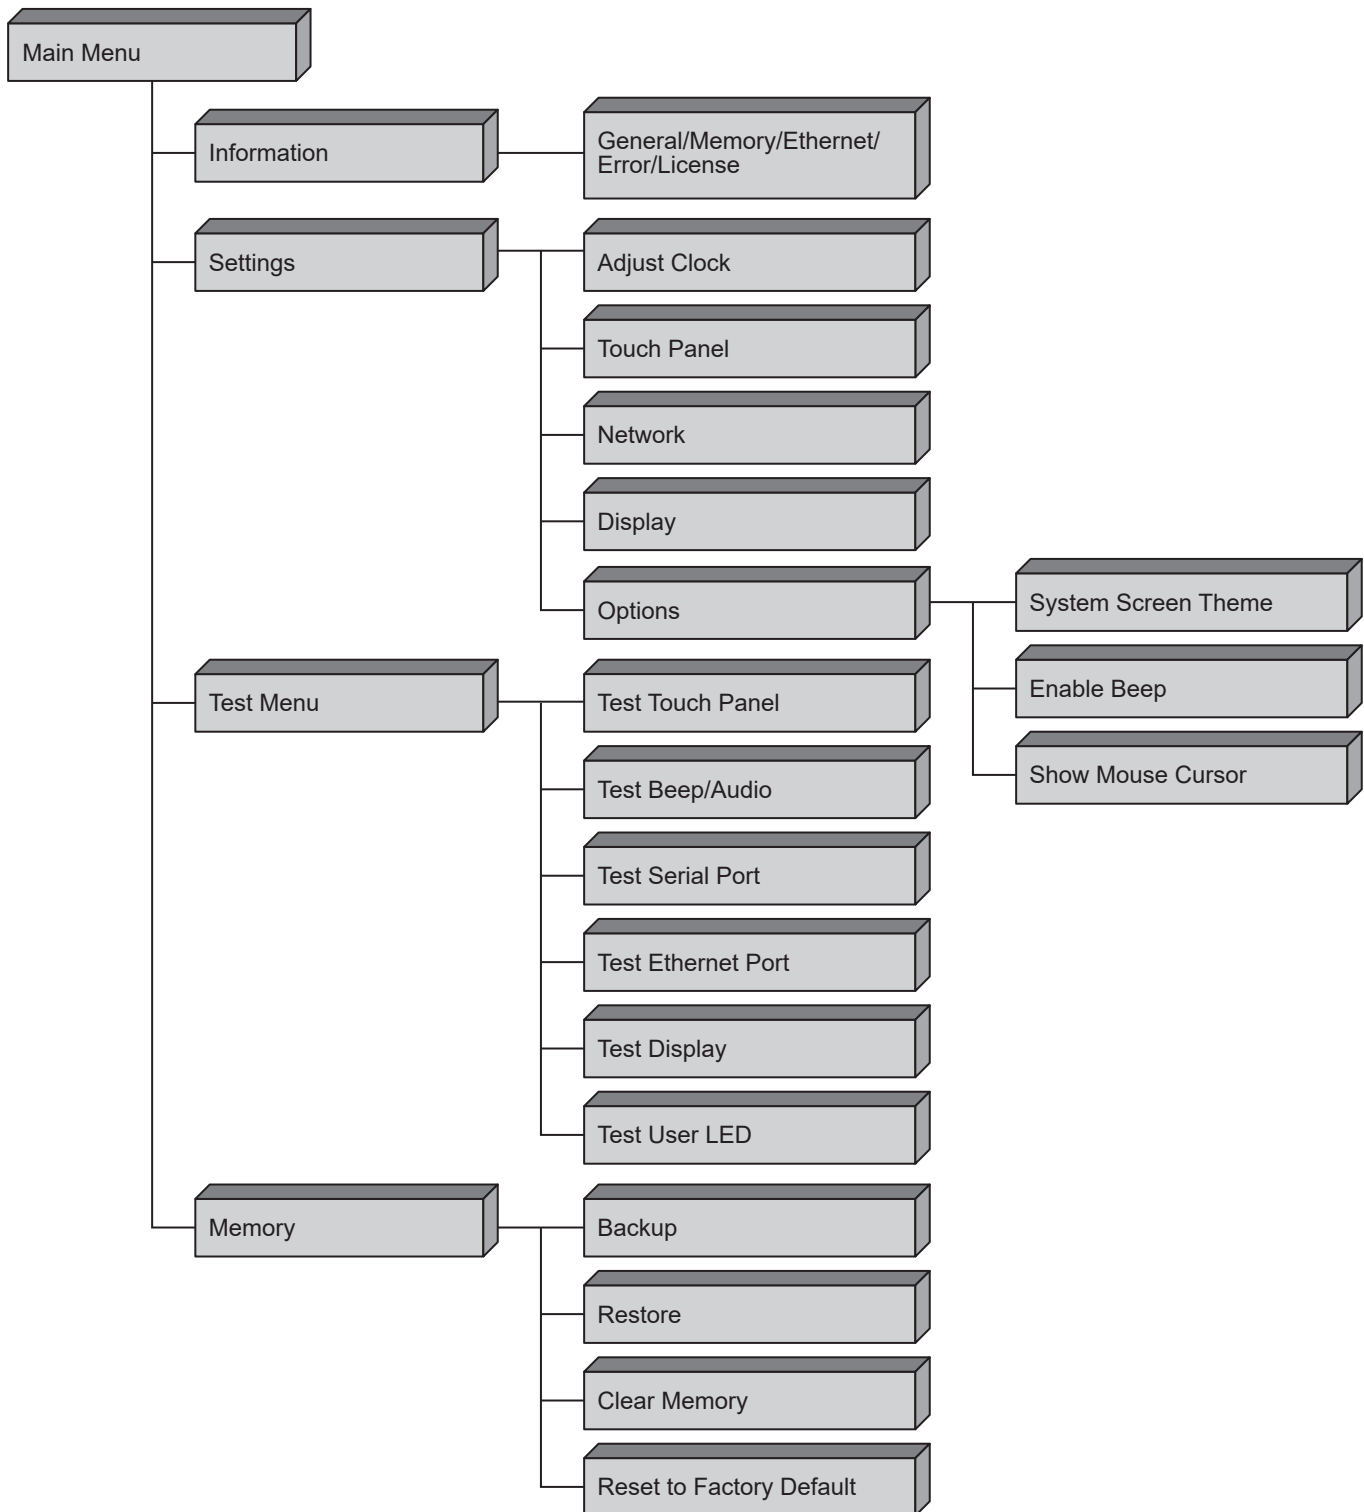 Main Menu
Information
General/Memory/Ethernet/
Error/License
Settings
Adjust Clock
Touch Panel
Network
Display
Options
System Screen Theme
Enable Beep
Show Mouse Cursor
Test Menu
Test Touch Panel
Test Beep/Audio
Test Serial Port
Test Ethernet Port
Test Display
Test User LED
Memory
Backup
Restore
Clear Memory
Reset to Factory Default